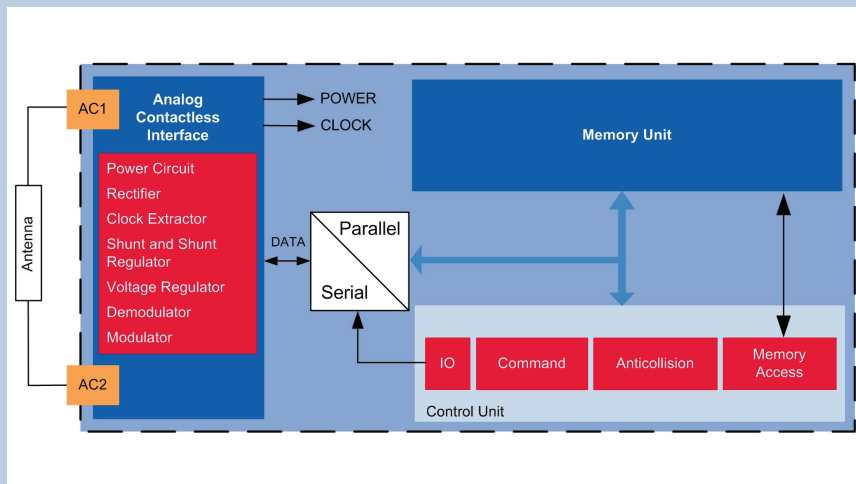 AC1
Analog
Contactless
Interface
POWER
CLOCK
Memory Unit
Power Circuit
Rectifier
Clock Extractor
Shunt and Shunt
Regulator
Voltage Regulator
Demodulator
Modulator
Antenna
DATA
Parallel
Serial
AC2
IO
Command
Anticollision
Memory
Access
Control Unit